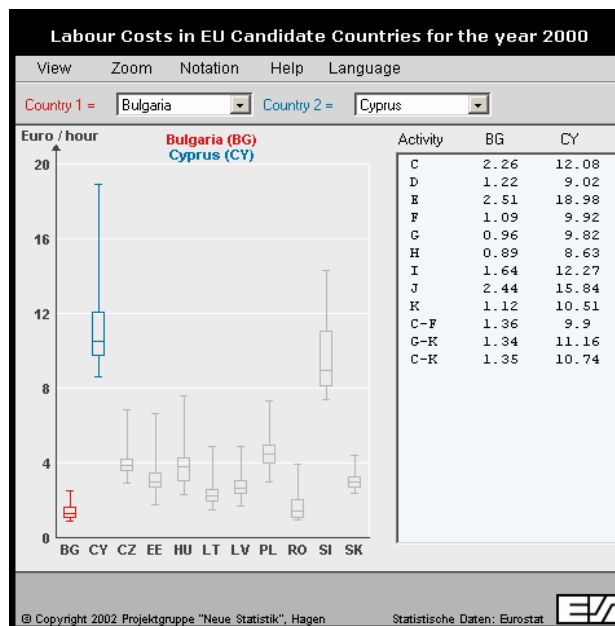 Labour Costs in EU Candidate Countries for the year 2000
View Zoom Notation Help Language
Country 1 = Bulgaria Country 2 = Cyprus
Euro / hour
Bulgaria (BG)
Cyprus (CY)
20
16
12
8
4
0
BG CY CZ EE HU LT LV PL RO SI SK
Activity BG CY
C 2.26 12.08
D 1.22 9.02
E 2.51 18.98
F 1.09 9.92
G 0.96 9.82
H 0.89 8.63
I 1.64 12.27
J 2.44 15.84
K 1.12 10.51
C-F 1.36 9.9
G-K 1.34 11.16
C-K 1.35 10.74
© Copyright 2002 Projektgruppe "Neue Statistik", Hagen
Statistische Daten: Eurostat